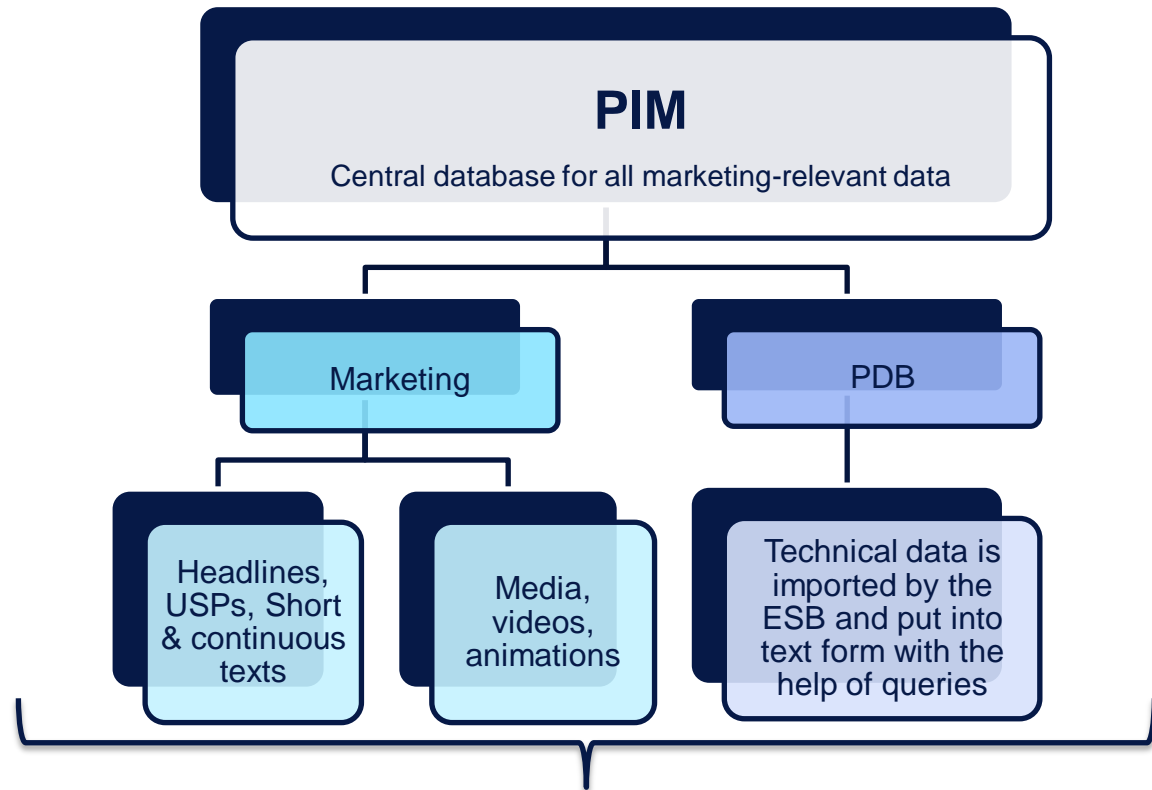 PIM
Central database for all marketing-relevant data
Marketing
PDB
Headlines,
USPs, Short
& continuous
texts
Media,
videos,
animations
Technical data is
imported by the
ESB and put into
text form with the
help of queries